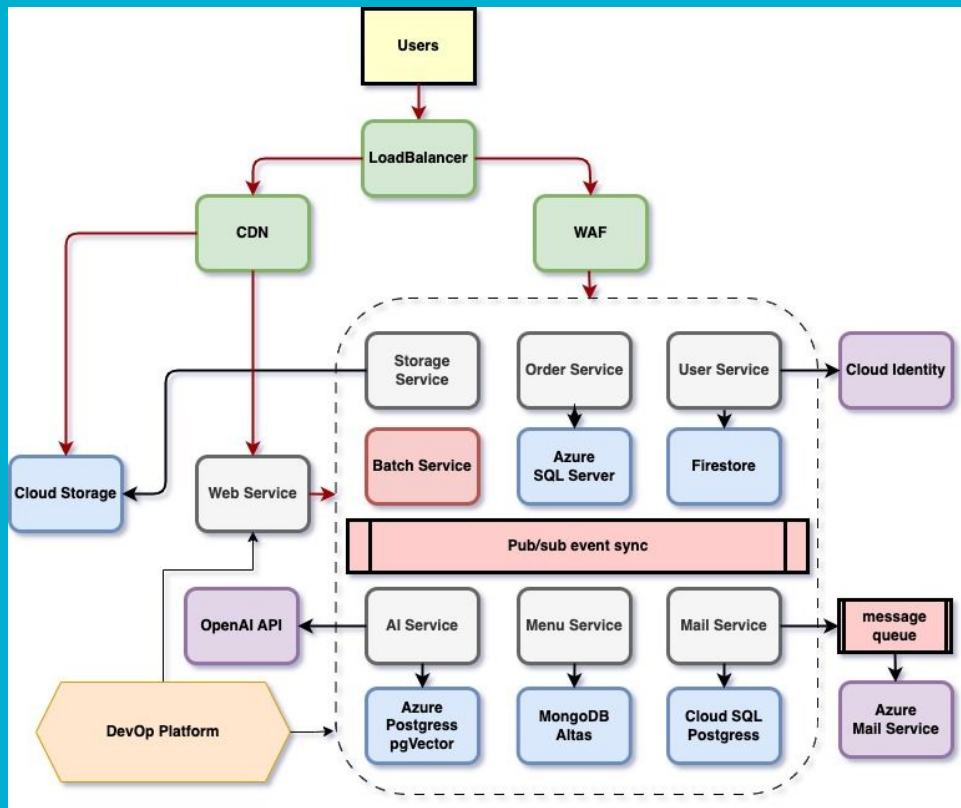 Users
LoadBalancer
CDN
WAF
Storage
Service
Order Service
User Service
Cloud Identity
Batch Service
Azure
SQL Server
Firestore
Cloud Storage
Web Service
Pub/sub event sync
OpenAI API
AI Service
Menu Service
Mail Service
message
queue
DevOp Platform
Azure
Postgress
pgVector
MongoDB
Altas
Cloud SQL
Postgress
Azure
Mail Service